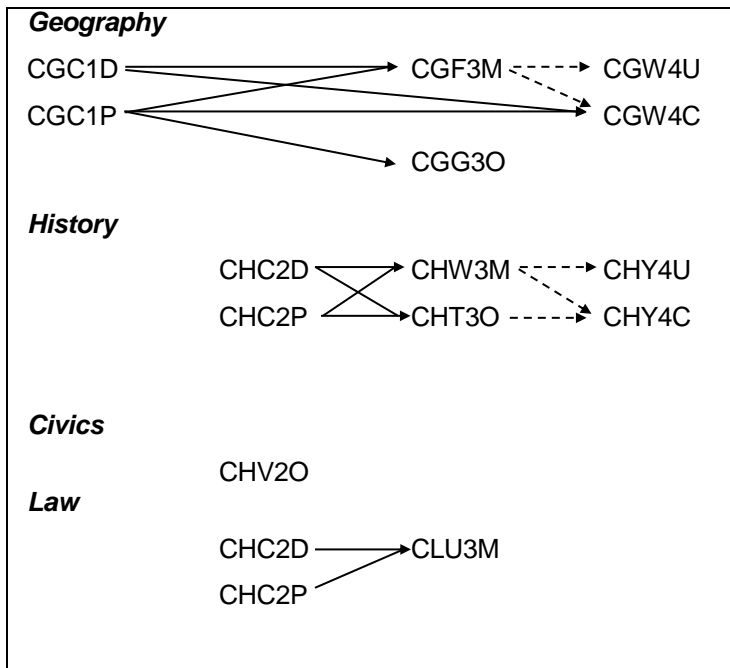 Geography
CGC1D CGF3M CGW4U
CGC1P CGW4C
CGG3O
History
CHC2D CHW3M CHY4U
CHC2P CHT3O CHY4C
Civics
CHV2O
Law
CHC2D CLU3M
CHC2P